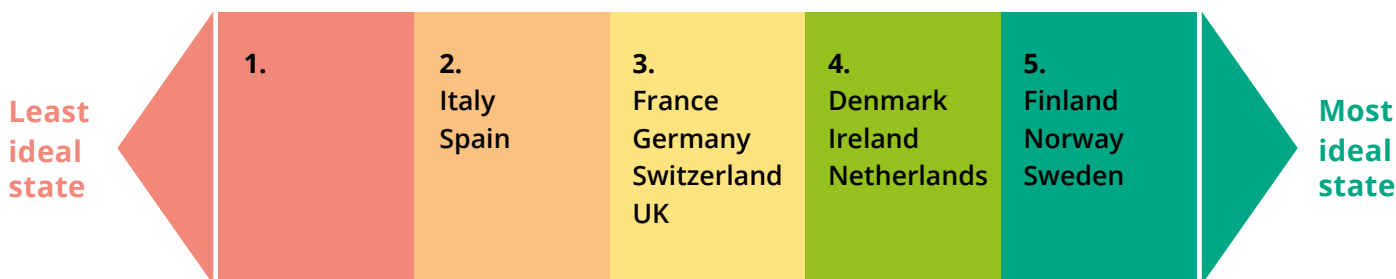 Least
ideal
state
1.
2.
Italy
Spain
3.
France
Germany
Switzerland
UK
4.
Denmark
Ireland
Netherlands
5.
Finland
Norway
Sweden
Most
ideal
state